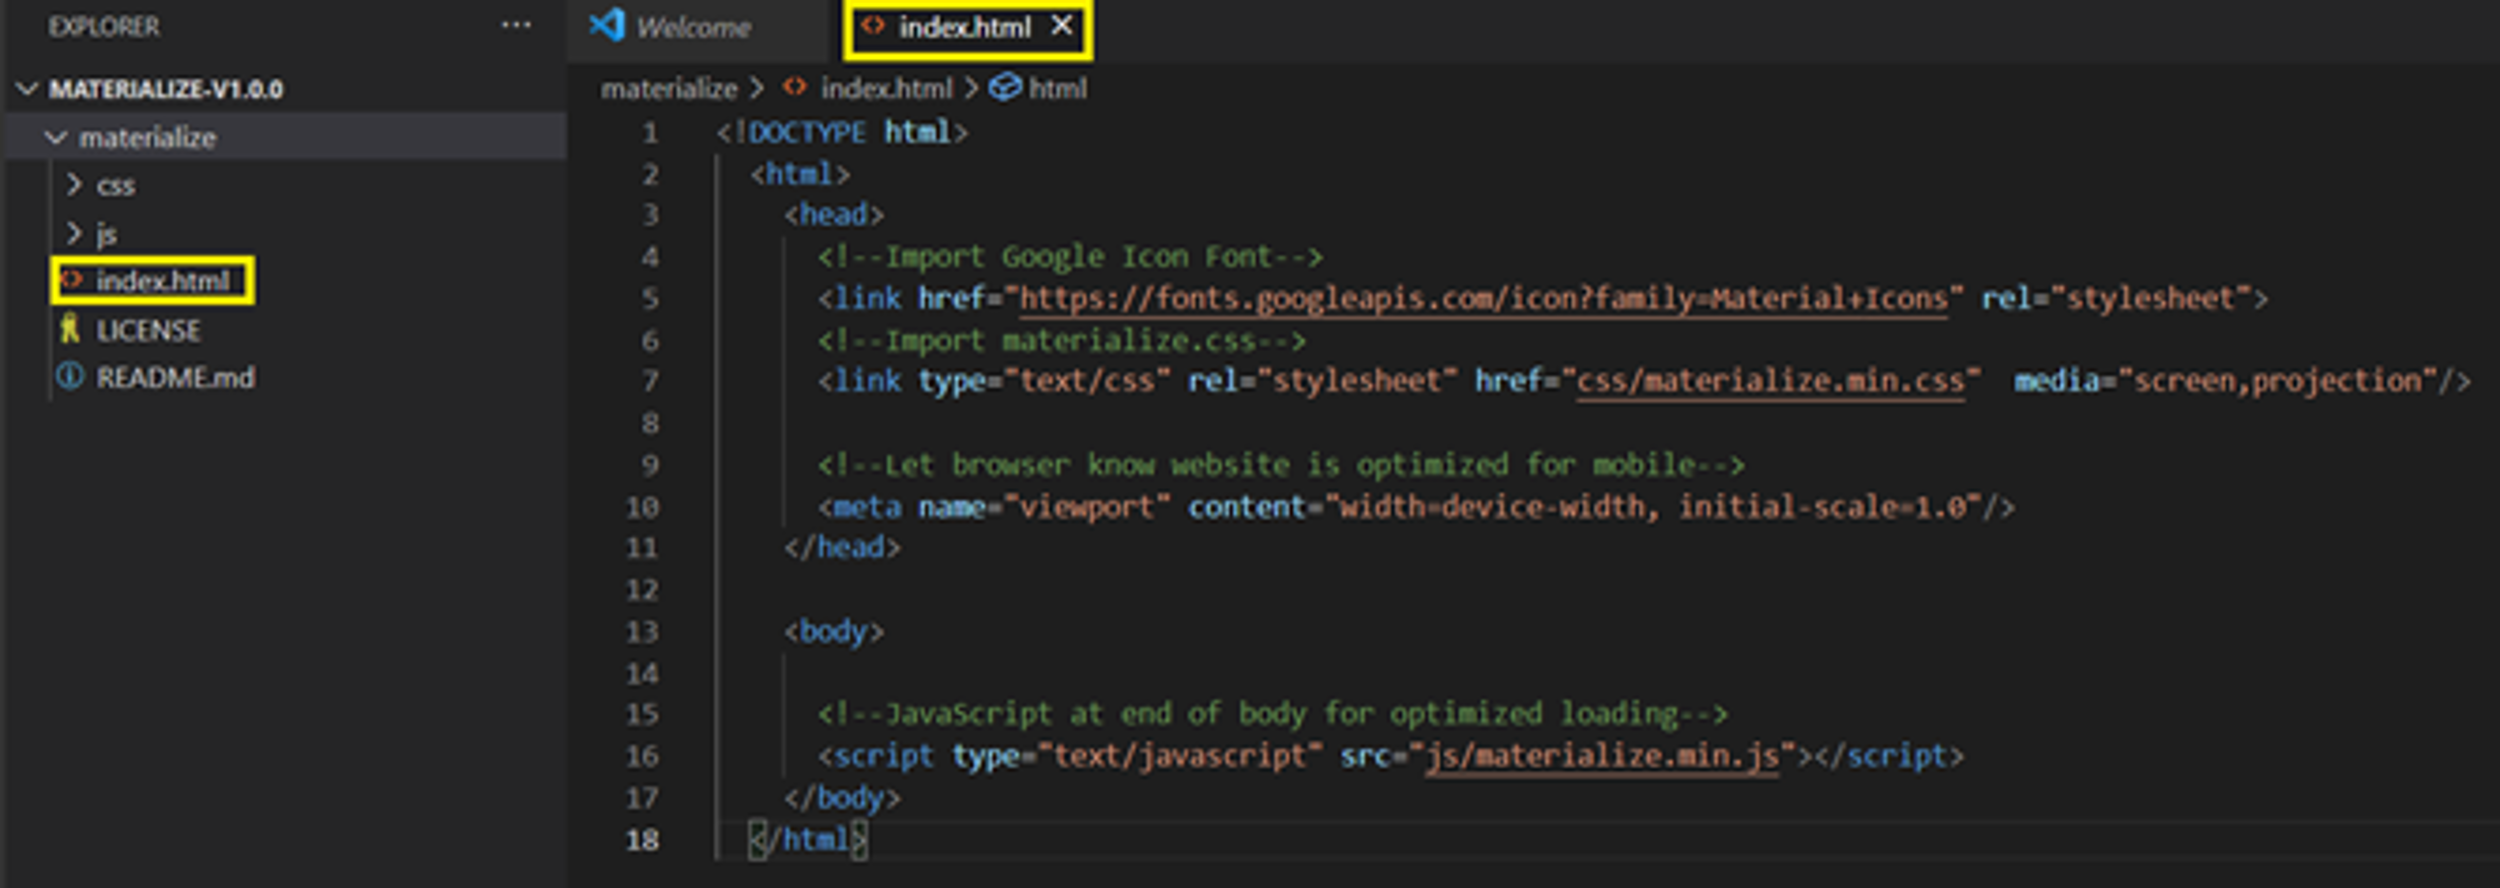 EXPLORER ...
MATERIALIZE-V1.0.0
materialize
css
js
index.html
LICENSE
README.md
Welcome index.html
materialize > index.html > html
1 <!DOCTYPE html>
2 <html>
3 <head>
4 <!--Import Google Icon Font-->
5 <link href="https://fonts.googleapis.com/icon?family=Material+Icons" rel="stylesheet">
6 <!--Import materialize.css-->
7 <link type="text/css" rel="stylesheet" href="css/materialize.min.css"  media="screen,projection"/>
8
9 <!--Let browser know website is optimized for mobile-->
10 <meta name="viewport" content="width=device-width, initial-scale=1.0"/>
11 </head>
12
13 <body>
14
15 <!--JavaScript at end of body for optimized loading-->
16 <script type="text/javascript" src="js/materialize.min.js"></script>
17 </body>
18 </html>